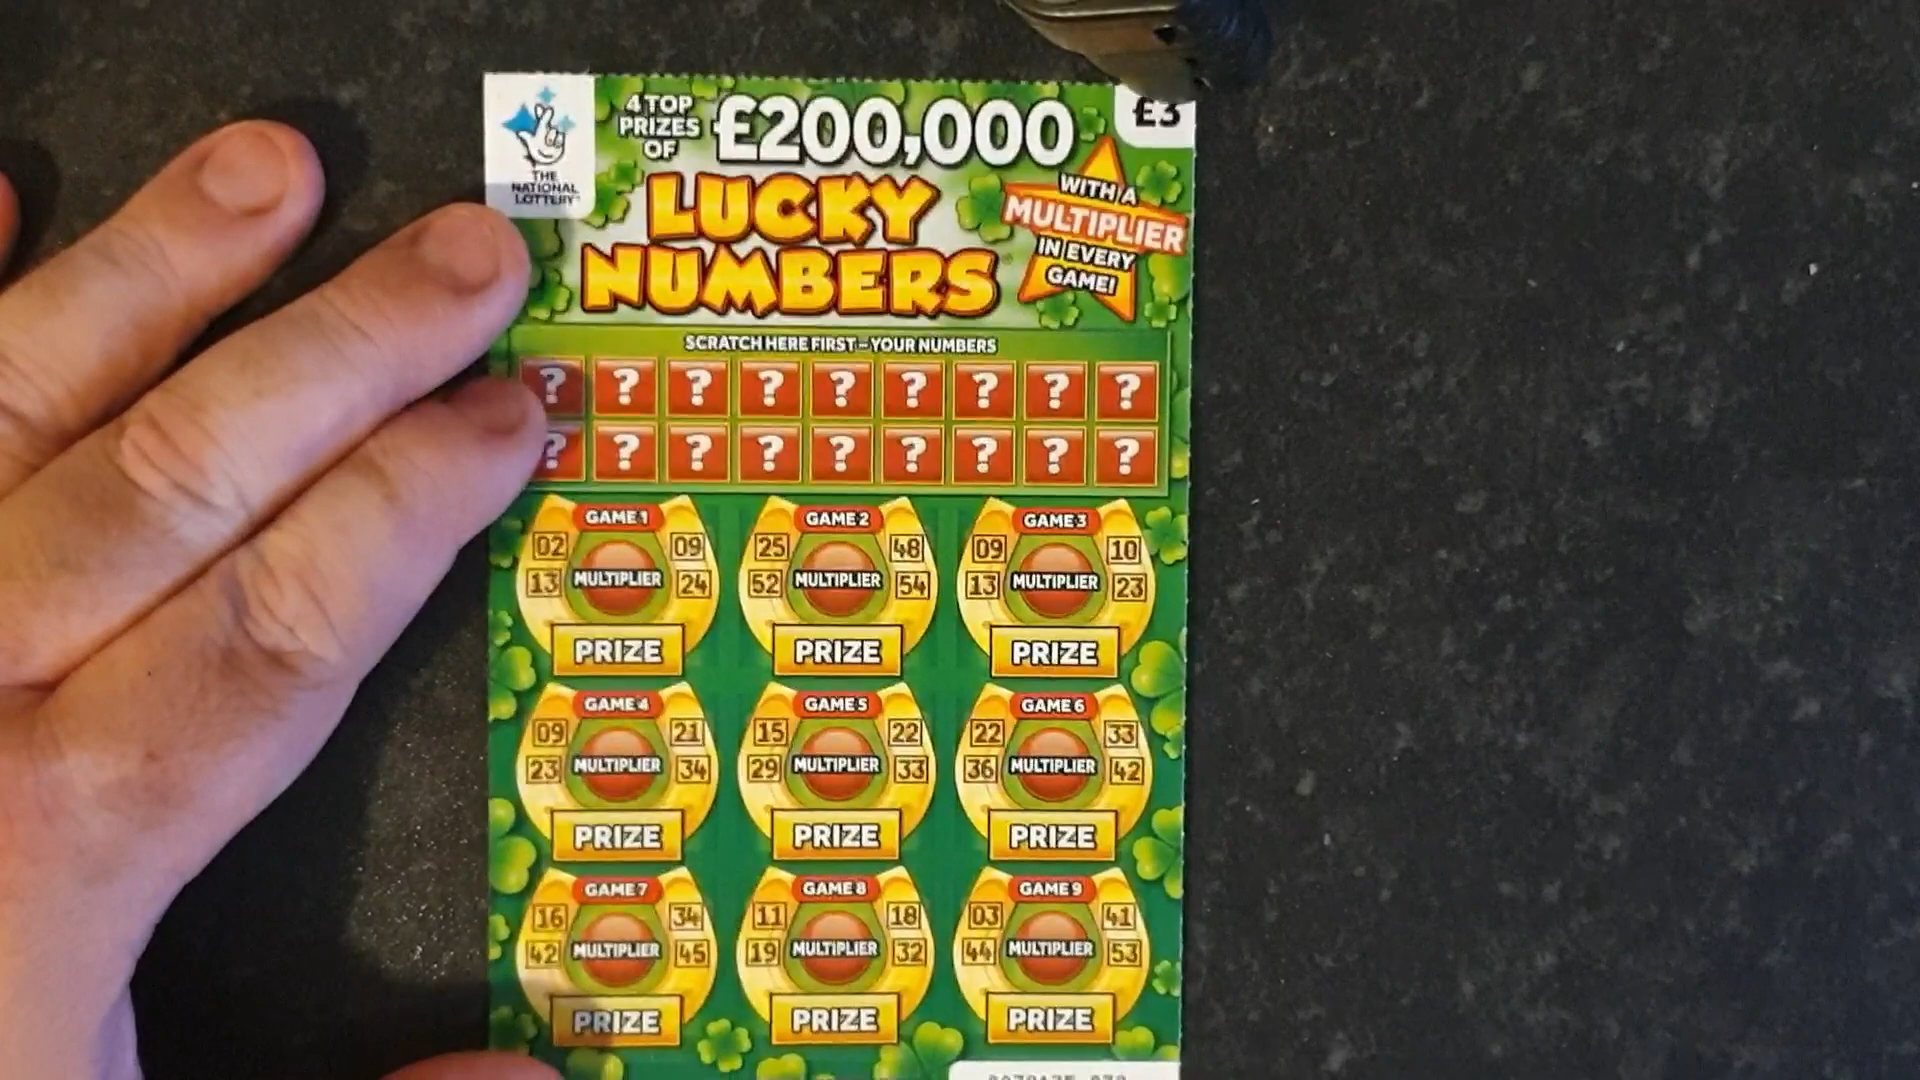 THE
NATIONAL
LOTTERY
4 TOP
PRIZES
OF
£200,000
£3
LUCKY
NUMBERS
WITH A
MULTIPLIER
IN EVERY
GAME!
SCRATCH HERE FIRST - YOUR NUMBERS
? ? ? ? ? ? ? ? ?
? ? ? ? ? ? ? ? ?
GAME 1
02 09
13 MULTIPLIER 24
PRIZE
GAME 2
25 48
52 MULTIPLIER 54
PRIZE
GAME 3
09 10
13 MULTIPLIER 23
PRIZE
GAME 4
09 21
23 MULTIPLIER 34
PRIZE
GAME 5
15 22
29 MULTIPLIER 33
PRIZE
GAME 6
22 33
36 MULTIPLIER 42
PRIZE
GAME 7
16 34
42 MULTIPLIER 45
PRIZE
GAME 8
11 18
19 MULTIPLIER 32
PRIZE
GAME 9
03 41
44 MULTIPLIER 53
PRIZE